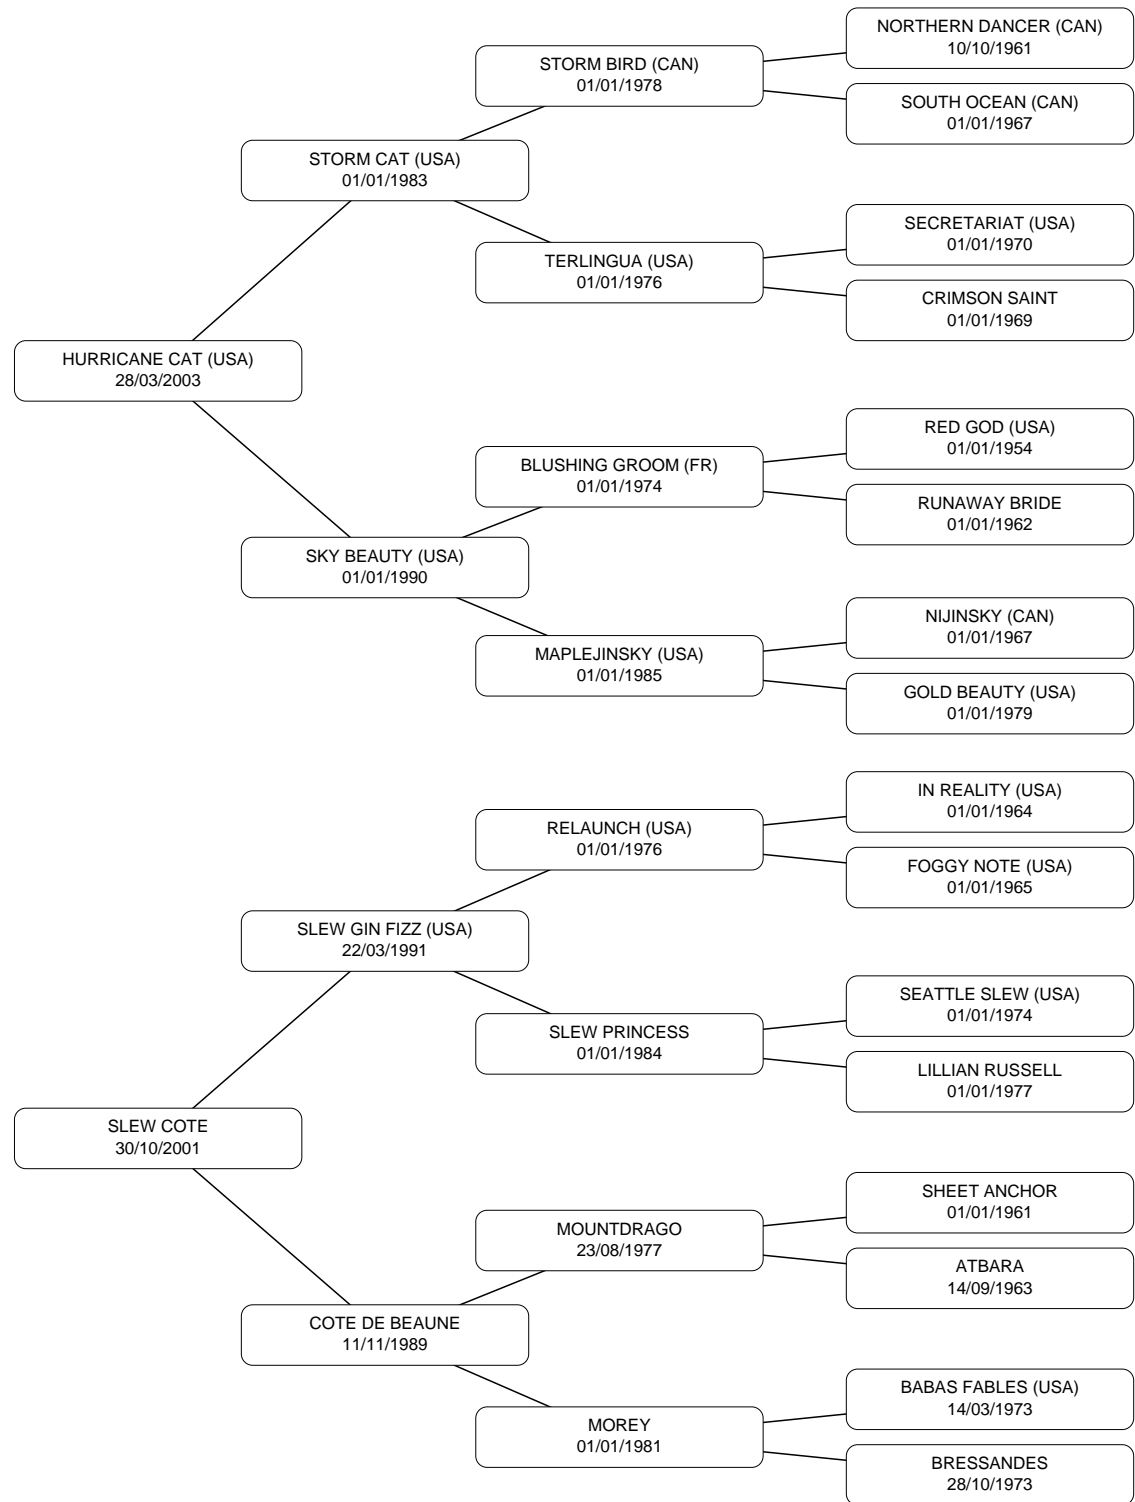 NORTHERN DANCER (CAN)
10/10/1961
STORM BIRD (CAN)
01/01/1978
SOUTH OCEAN (CAN)
01/01/1967
STORM CAT (USA)
01/01/1983
SECRETARIAT (USA)
01/01/1970
TERLINGUA (USA)
01/01/1976
CRIMSON SAINT
01/01/1969
HURRICANE CAT (USA)
28/03/2003
RED GOD (USA)
01/01/1954
BLUSHING GROOM (FR)
01/01/1974
RUNAWAY BRIDE
01/01/1962
SKY BEAUTY (USA)
01/01/1990
NIJINSKY (CAN)
01/01/1967
MAPLEJINSKY (USA)
01/01/1985
GOLD BEAUTY (USA)
01/01/1979
IN REALITY (USA)
01/01/1964
RELAUNCH (USA)
01/01/1976
FOGGY NOTE (USA)
01/01/1965
SLEW GIN FIZZ (USA)
22/03/1991
SEATTLE SLEW (USA)
01/01/1974
SLEW PRINCESS
01/01/1984
LILLIAN RUSSELL
01/01/1977
SLEW COTE
30/10/2001
SHEET ANCHOR
01/01/1961
MOUNTDRAGO
23/08/1977
ATBARA
14/09/1963
COTE DE BEAUNE
11/11/1989
BABAS FABLES (USA)
14/03/1973
MOREY
01/01/1981
BRESSANDES
28/10/1973